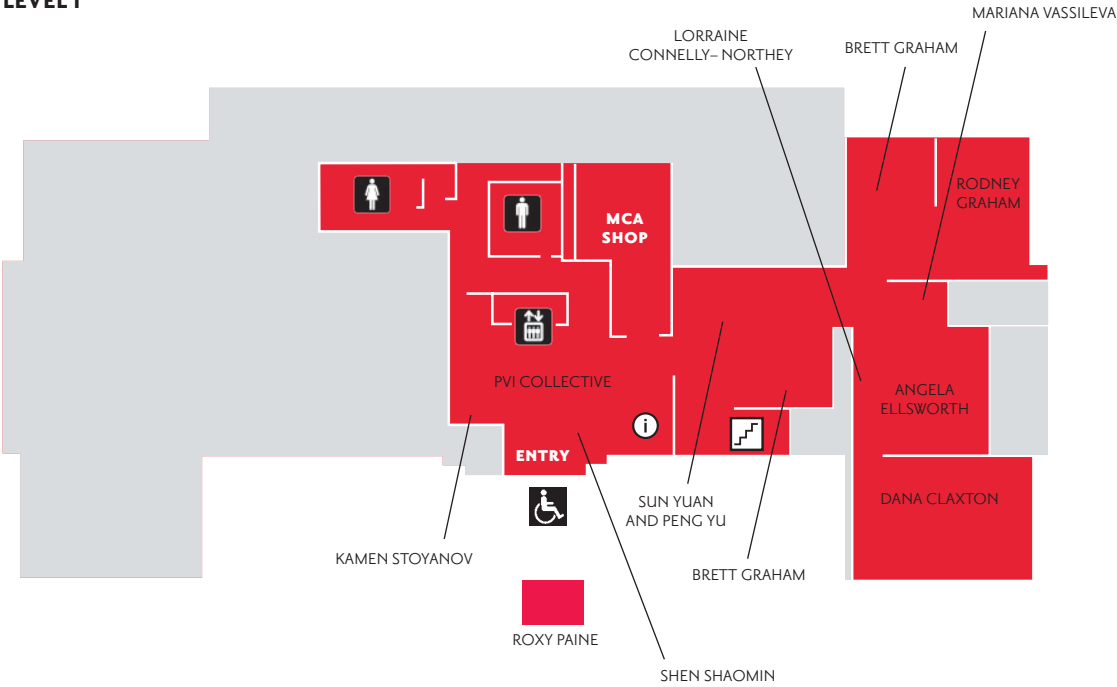 LEVEL 1
MARIANA VASSILEVA
LORRAINE
CONNELLY– NORTHEY
BRETT GRAHAM
RODNEY
GRAHAM
MCA
SHOP
PVI COLLECTIVE
ANGELA
ELLSWORTH
i
ENTRY
DANA CLAXTON
SUN YUAN
AND PENG YU
KAMEN STOYANOV
BRETT GRAHAM
ROXY PAINE
SHEN SHAOMIN